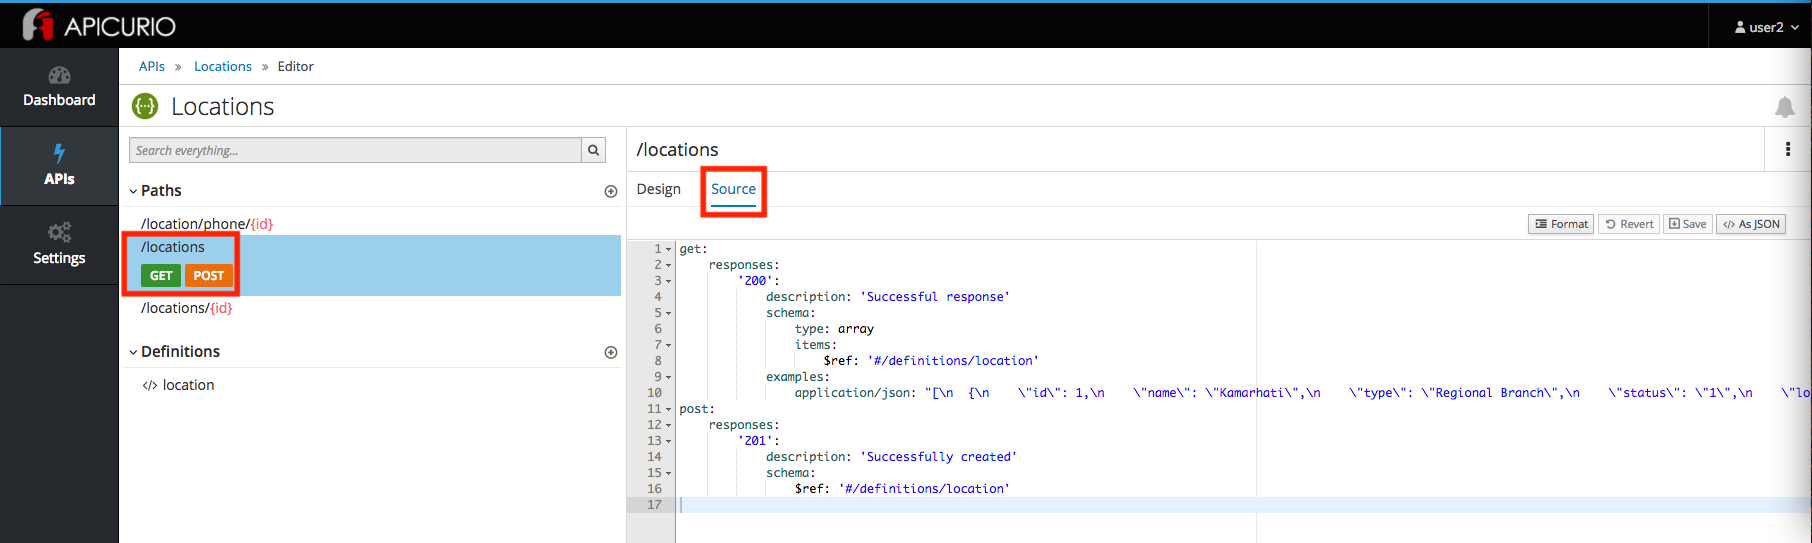 APICURIO
user2
Dashboard
APIs
Settings
APIs » Locations » Editor
{···} Locations
Search everything...
Paths
/location/phone/{id}
/locations
GET POST
/locations/{id}
Definitions
</> location
/locations
Design Source
Format Revert Save </> As JSON
1 get:
2 responses:
3 '200':
4 description: 'Successful response'
5 schema:
6 type: array
7 items:
8 $ref: '#/definitions/location'
9 examples:
10 application/json: "[\n {\n \"id\": 1,\n \"name\": \"Kamarhati\",\n \"type\": \"Regional Branch\",\n \"status\": \"1\",\n \"lo
11 post:
12 responses:
13 '201':
14 description: 'Successfully created'
15 schema:
16 $ref: '#/definitions/location'
17